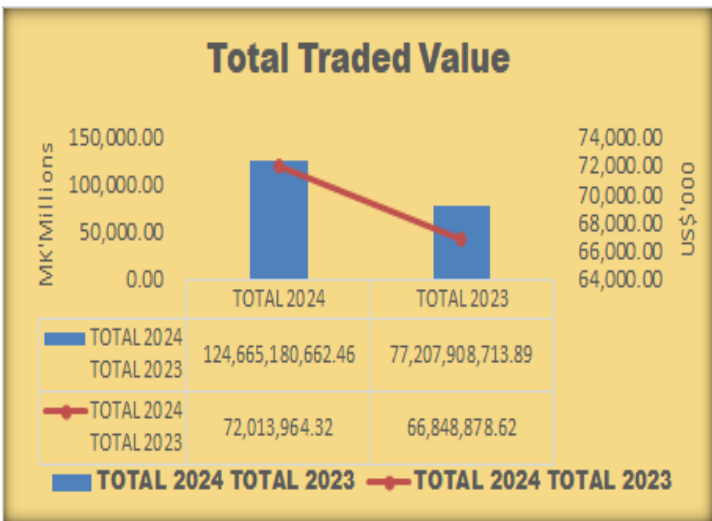 Total Traded Value
MK'Millions
150,000.00
100,000.00
50,000.00
0.00
74,000.00
72,000.00
70,000.00
68,000.00
66,000.00
64,000.00
US$'000
TOTAL 2024 TOTAL 2023
TOTAL 2024
TOTAL 2023
124,665,180,662.46 77,207,908,713.89
TOTAL 2024
TOTAL 2023
72,013,964.32 66,848,878.62
TOTAL 2024 TOTAL 2023 TOTAL 2024 TOTAL 2023